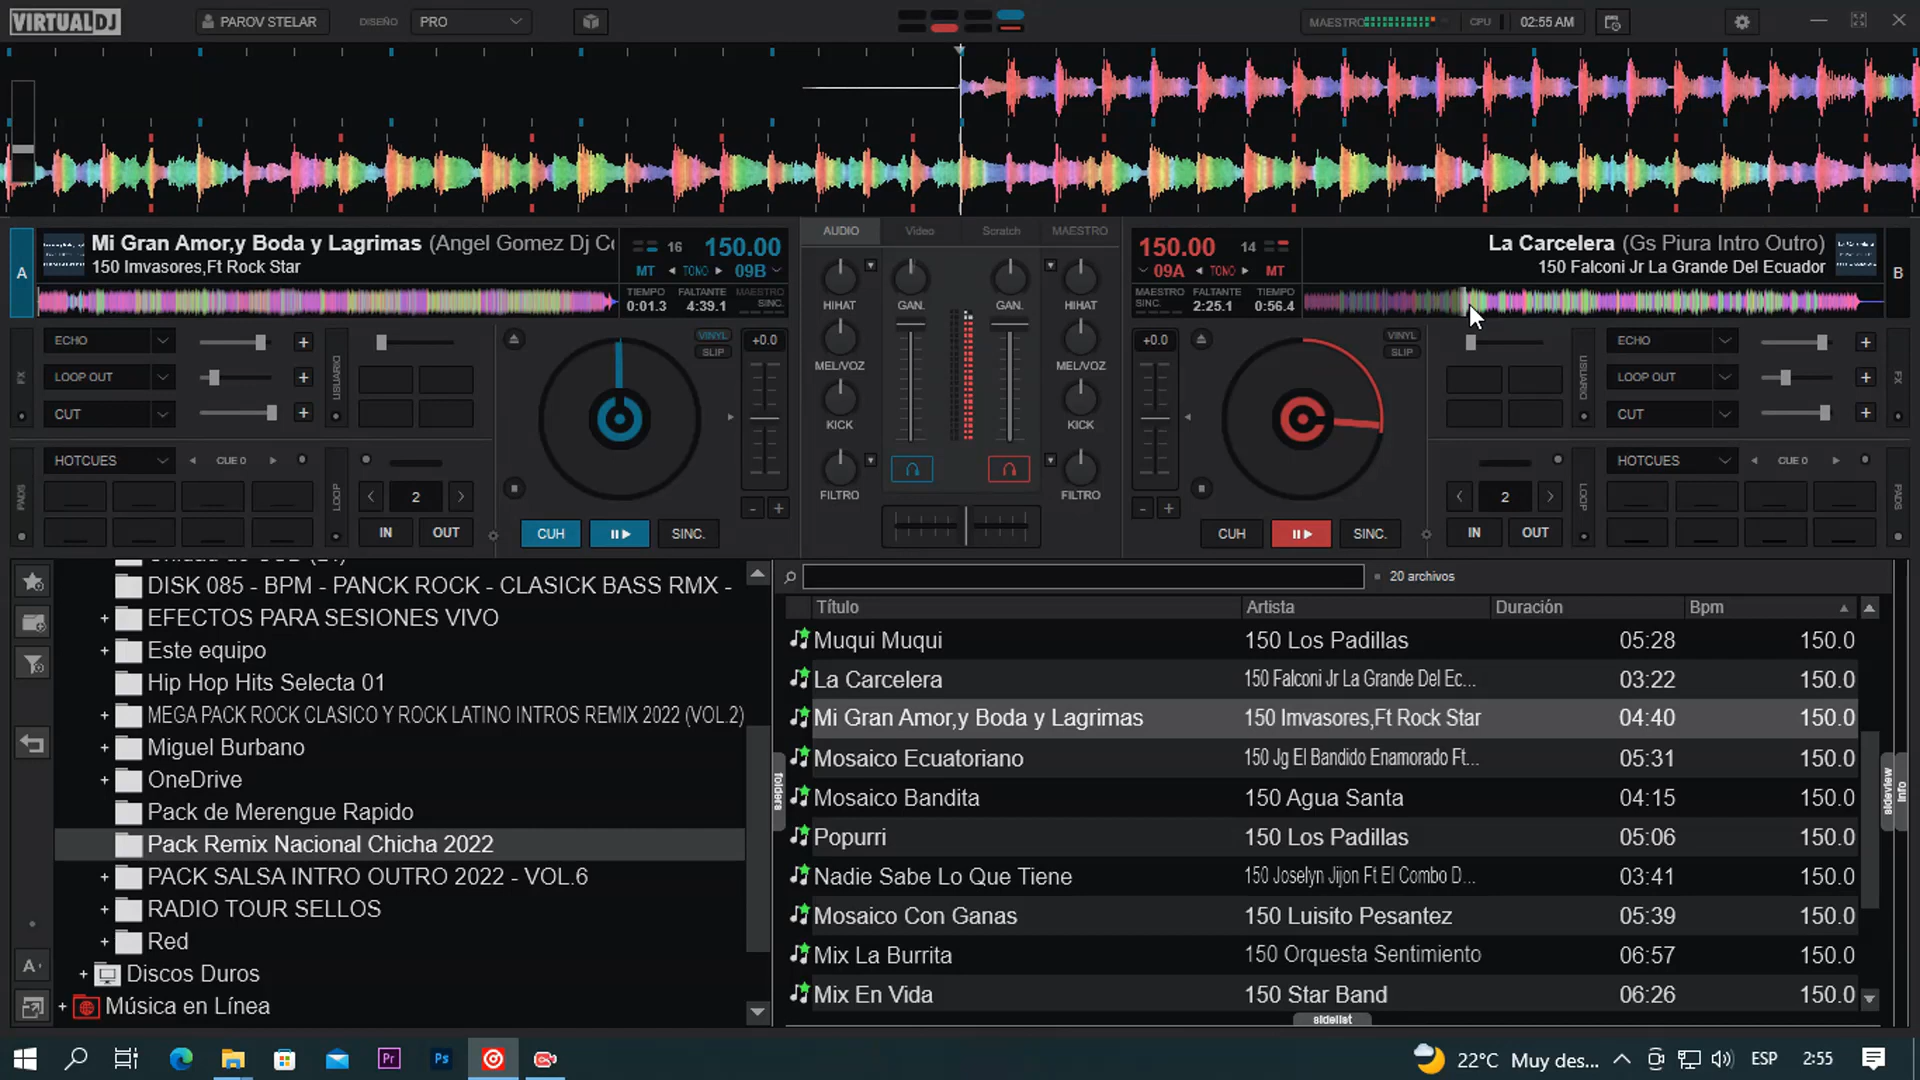 VIRTUALDJ
PAROV STELAR
DISEÑO
PRO
MAESTRO
CPU
02:55 AM
A
Mi Gran Amor,y Boda y Lagrimas (Angel Gomez Dj Co
150 Imvasores,Ft Rock Star
16
150.00
MT
TONO
09B
TIEMPO
0:01.3
FALTANTE
4:39.1
MAESTRO
SINC.
AUDIO
Video
Scratch
MAESTRO
150.00
14
09A
TONO
MT
MAESTRO
SINC.
FALTANTE
2:25.1
TIEMPO
0:56.4
La Carcelera (Gs Piura Intro Outro)
150 Falconi Jr La Grande Del Ecuador
B
FX
ECHO
LOOP OUT
CUT
USUARIO
VINYL
SLIP
+0.0
HIHAT
GAN.
GAN.
HIHAT
MEL/VOZ
MEL/VOZ
KICK
KICK
FILTRO
FILTRO
+0.0
VINYL
SLIP
USUARIO
ECHO
LOOP OUT
CUT
FX
PADS
HOTCUES
CUE 0
LOOP
2
IN
OUT
CUH
SINC.
CUH
SINC.
2
IN
OUT
LOOP
HOTCUES
CUE 0
PADS
DISK 085 - BPM - PANCK ROCK - CLASICK BASS RMX -
EFECTOS PARA SESIONES VIVO
Este equipo
Hip Hop Hits Selecta 01
MEGA PACK ROCK CLASICO Y ROCK LATINO INTROS REMIX 2022 (VOL.2)
Miguel Burbano
OneDrive
Pack de Merengue Rapido
Pack Remix Nacional Chicha 2022
PACK SALSA INTRO OUTRO 2022 - VOL.6
RADIO TOUR SELLOS
Red
Discos Duros
Música en Línea
folders
20 archivos
Título Artista Duración Bpm
Muqui Muqui 150 Los Padillas 05:28 150.0
La Carcelera 150 Falconi Jr La Grande Del Ec... 03:22 150.0
Mi Gran Amor,y Boda y Lagrimas 150 Imvasores,Ft Rock Star 04:40 150.0
Mosaico Ecuatoriano 150 Jg El Bandido Enamorado Ft... 05:31 150.0
Mosaico Bandita 150 Agua Santa 04:15 150.0
Popurri 150 Los Padillas 05:06 150.0
Nadie Sabe Lo Que Tiene 150 Joselyn Jijon Ft El Combo D... 03:41 150.0
Mosaico Con Ganas 150 Luisito Pesantez 05:39 150.0
Mix La Burrita 150 Orquesta Sentimiento 06:57 150.0
Mix En Vida 150 Star Band 06:26 150.0
sidelist
sideview
info
A
Pr
Ps
22°C Muy des...
ESP
2:55